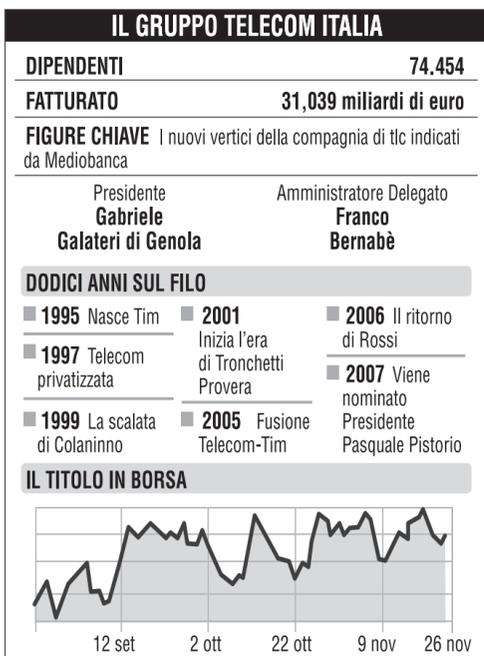 IL GRUPPO TELECOM ITALIA
DIPENDENTI 74.454
FATTURATO 31,039 miliardi di euro
FIGURE CHIAVE I nuovi vertici della compagnia di tlc indicati
da Mediobanca
Presidente
Gabriele
Galateri di Genola
Amministratore Delegato
Franco
Bernabè
DODICI ANNI SUL FILO
1995 Nasce Tim
1997 Telecom
privatizzata
1999 La scalata
di Colaninno
2001
Inizia l'era
di Tronchetti
Provera
2005 Fusione
Telecom-Tim
2006 Il ritorno
di Rossi
2007 Viene
nominato
Presidente
Pasquale Pistorio
IL TITOLO IN BORSA
12 set 2 ott 22 ott 9 nov 26 nov